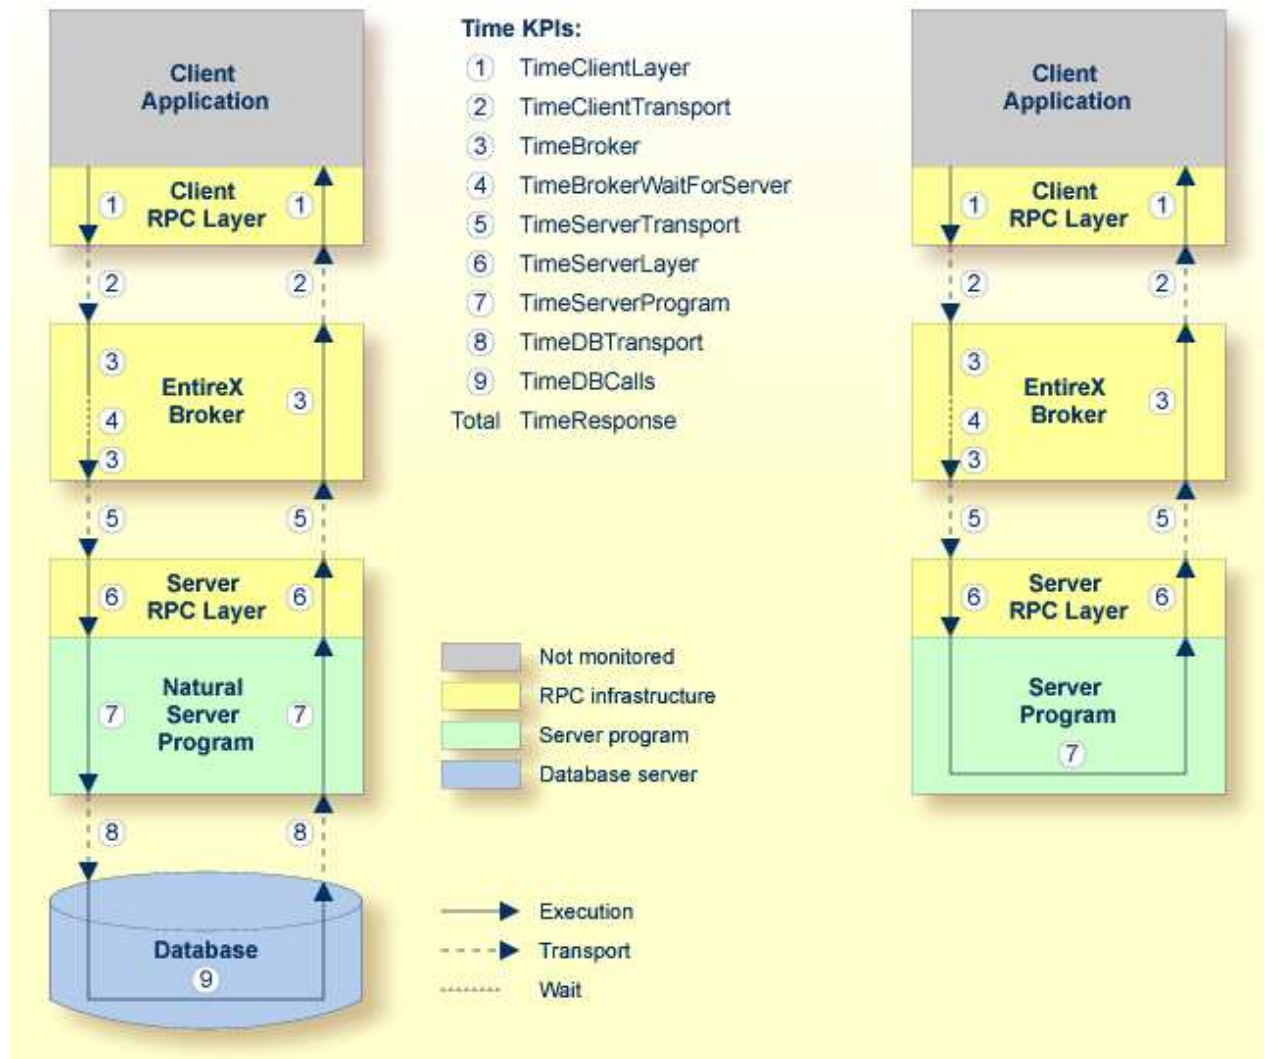 Client
Application
Client
RPC Layer
1
1
2
2
3
EntireX
Broker
3
4
3
5
5
Server
RPC Layer
6
6
Natural
Server
Program
7
7
8
8
Database
9
Time KPIs:
1 TimeClientLayer
2 TimeClientTransport
3 TimeBroker
4 TimeBrokerWaitForServer
5 TimeServerTransport
6 TimeServerLayer
7 TimeServerProgram
8 TimeDBTransport
9 TimeDBCalls
Total TimeResponse
Not monitored
RPC infrastructure
Server program
Database server
Execution
Transport
Wait
Client
Application
Client
RPC Layer
1
1
2
2
3
EntireX
Broker
3
4
3
5
5
Server
RPC Layer
6
6
Server
Program
7